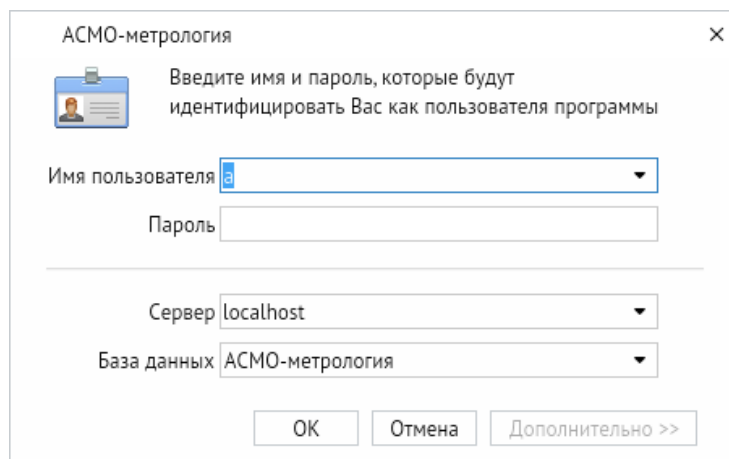 АСМО-метрология
Введите имя и пароль, которые будут
идентифицировать Вас как пользователя программы
Имя пользователя а
Пароль
Сервер localhost
База данных АСМО-метрология
ОК Отмена Дополнительно >>